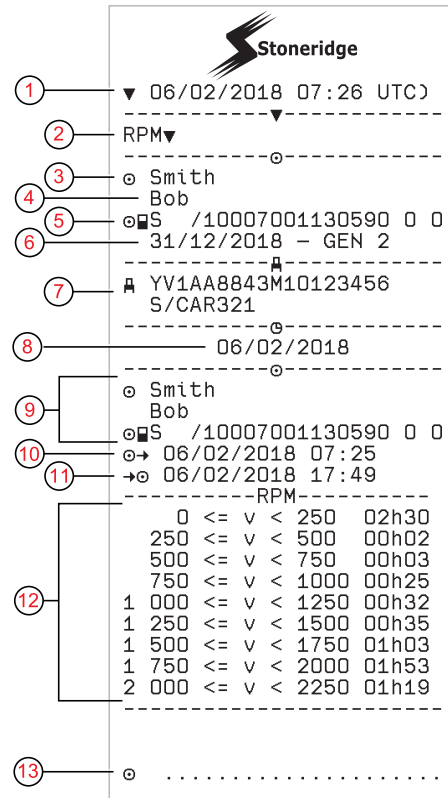 Stoneridge
1 ▼ 06/02/2018 07:26 UTC)
--------------▼--------------
2 RPM▼
--------------⊙--------------
3 ⊙ Smith
4 Bob
5 ⊙S /10007001130590 0 0
6 31/12/2018 - GEN 2
7 YV1AA8843M10123456
S/CAR321
8 06/02/2018
--------------⊙--------------
9 ⊙ Smith
Bob
⊙S /10007001130590 0 0
10 ⊙→ 06/02/2018 07:25
11 →⊙ 06/02/2018 17:49
------------RPM------------
12 0 <= v < 250 02h30
250 <= v < 500 00h02
500 <= v < 750 00h03
750 <= v < 1000 00h25
1 000 <= v < 1250 00h32
1 250 <= v < 1500 00h35
1 500 <= v < 1750 01h03
1 750 <= v < 2000 01h53
2 000 <= v < 2250 01h19
-----------------------------
13 ⊙ ......................